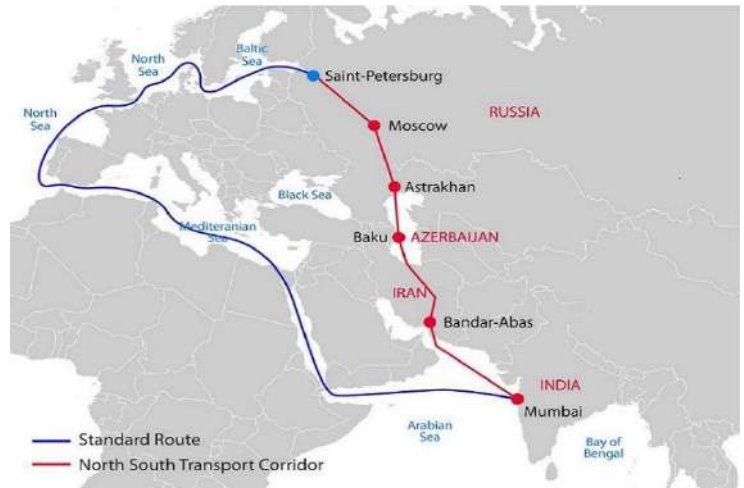 North
Sea
Baltic
Sea
Saint-Petersburg
North
Sea
RUSSIA
Moscow
Astrakhan
Black Sea
Mediteranian
Sea
Baku
AZERBAIJAN
IRAN
Bandar-Abas
INDIA
Mumbai
Arabian
Sea
Bay of
Bengal
Standard Route
North South Transport Corridor